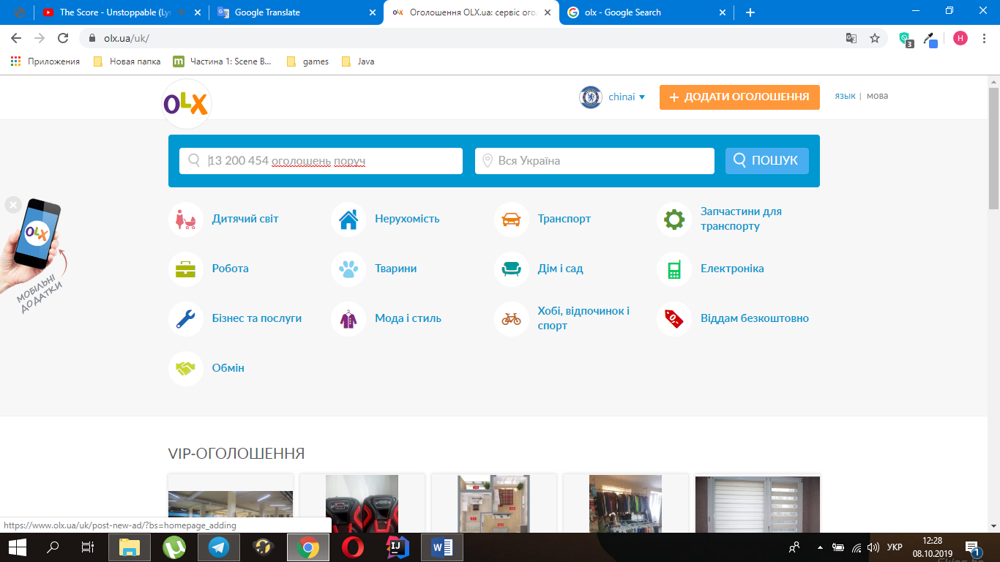 The Score - Unstoppable (Lyr
Google Translate
Оголошення OLX.ua: сервіс ого
olx - Google Search
olx.ua/uk/
3
H
Приложения
Новая папка
Частина 1: Scene B...
games
Java
OLX
chinai
+ ДОДАТИ ОГОЛОШЕННЯ
язык | мова
13 200 454 оголошень поруч
Вся Україна
ПОШУК
OLX
МОБІЛЬНІ
ДОДАТКИ
Дитячий світ
Нерухомість
Транспорт
Запчастини для
транспорту
Робота
Тварини
Дім і сад
Електроніка
Бізнес та послуги
Мода і стиль
Хобі, відпочинок і
спорт
Віддам безкоштовно
Обмін
VIP-ОГОЛОШЕННЯ
https://www.olx.ua/uk/post-new-ad/?bs=homepage_adding
УКР
12:28
08.10.2019
1